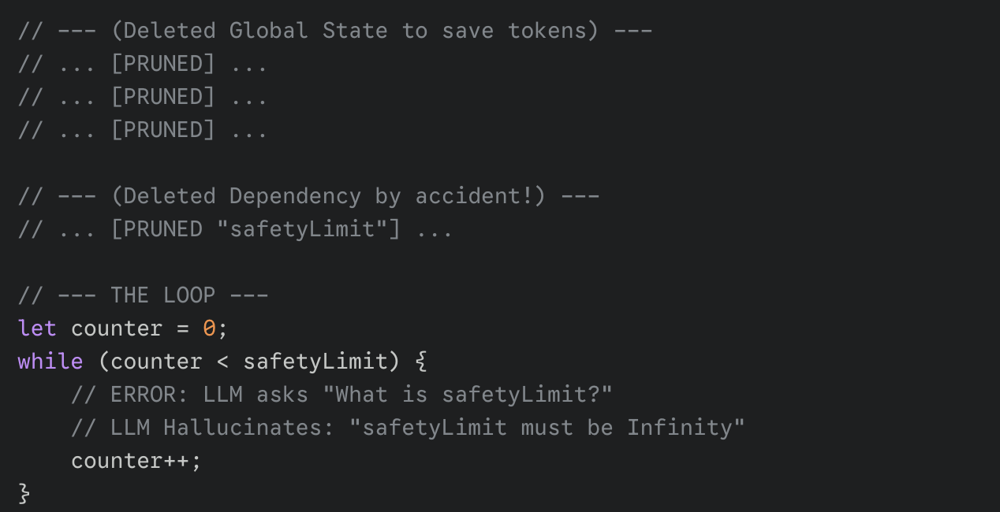 // --- (Deleted Global State to save tokens) ---
// ... [PRUNED] ...
// ... [PRUNED] ...
// ... [PRUNED] ...
// --- (Deleted Dependency by accident!) ---
// ... [PRUNED "safetyLimit"] ...
// --- THE LOOP ---
let counter = 0;
while (counter < safetyLimit) {
    // ERROR: LLM asks "What is safetyLimit?"
    // LLM Hallucinates: "safetyLimit must be Infinity"
    counter++;
}